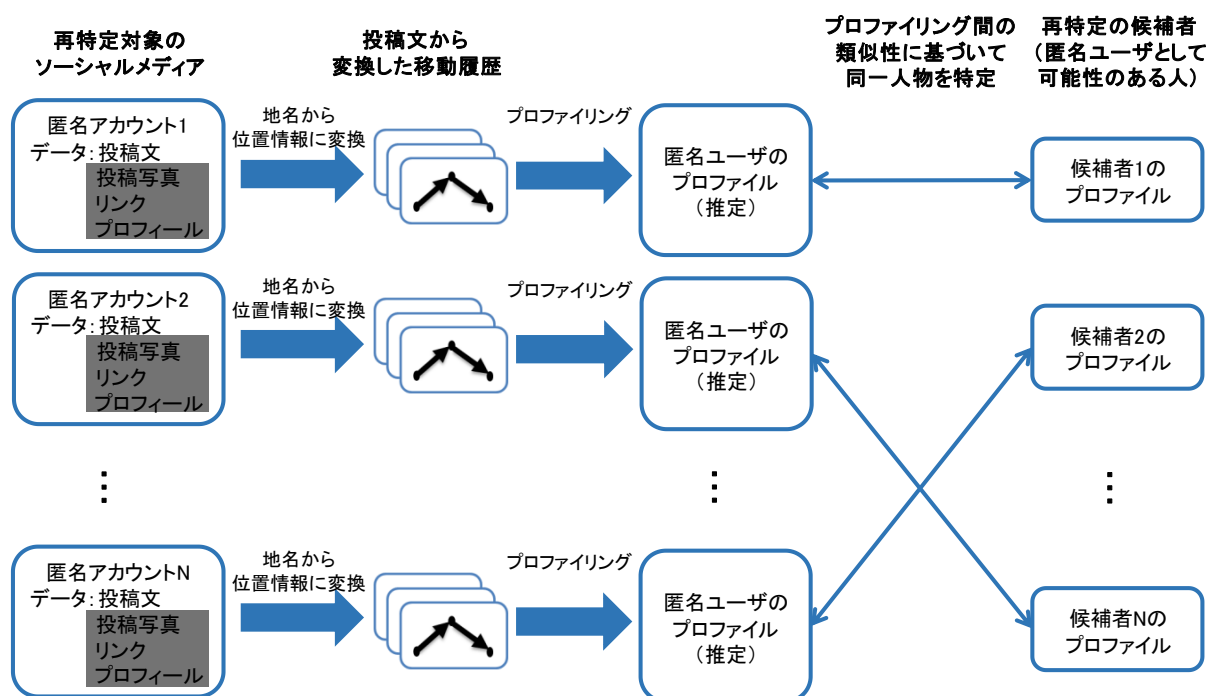 再特定対象の
ソーシャルメディア
投稿文から
変換した移動履歴
プロファイリング間の
類似性に基づいて
同一人物を特定
再特定の候補者
（匿名ユーザとして
可能性のある人）
匿名アカウント1
データ：投稿文
投稿写真
リンク
プロフィール
地名から
位置情報に変換
プロファイリング
匿名ユーザの
プロファイル
（推定）
候補者1の
プロファイル
匿名アカウント2
データ：投稿文
投稿写真
リンク
プロフィール
地名から
位置情報に変換
プロファイリング
匿名ユーザの
プロファイル
（推定）
候補者2の
プロファイル
⋮
⋮
⋮
匿名アカウントN
データ：投稿文
投稿写真
リンク
プロフィール
地名から
位置情報に変換
プロファイリング
匿名ユーザの
プロファイル
（推定）
候補者Nの
プロファイル